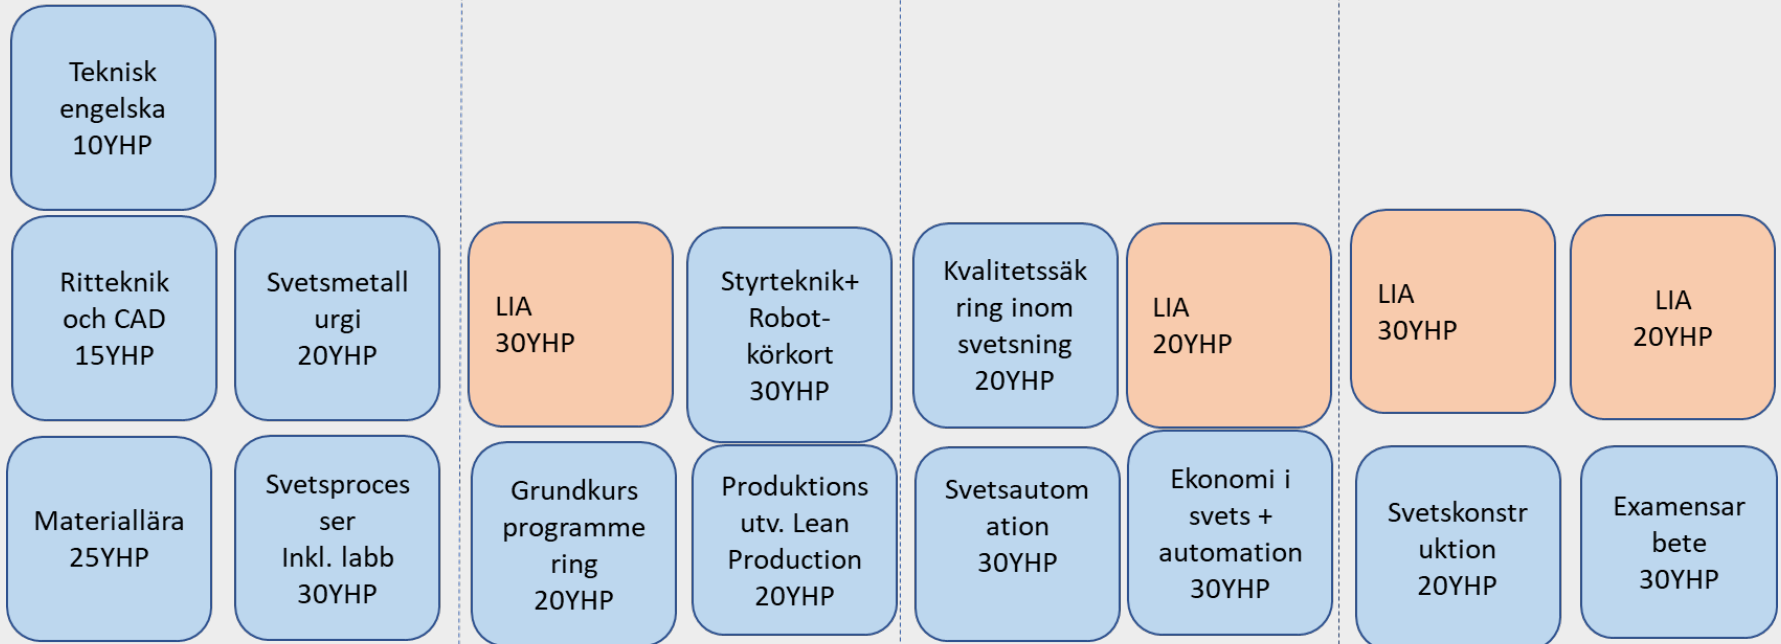 Teknisk
engelska
10YHP
Ritteknik
och CAD
15YHP
Materiallära
25YHP
Svetsmetall
urgi
20YHP
Svetsproces
ser
Inkl. labb
30YHP
LIA
30YHP
Grundkurs
programme
ring
20YHP
Styrteknik+
Robot-
körkort
30YHP
Produktions
utv. Lean
Production
20YHP
Kvalitetssäk
ring inom
svetsning
20YHP
Svetsautom
ation
30YHP
LIA
20YHP
Ekonomi i
svets +
automation
30YHP
LIA
30YHP
Svetskonstr
uktion
20YHP
LIA
20YHP
Examensar
bete
30YHP